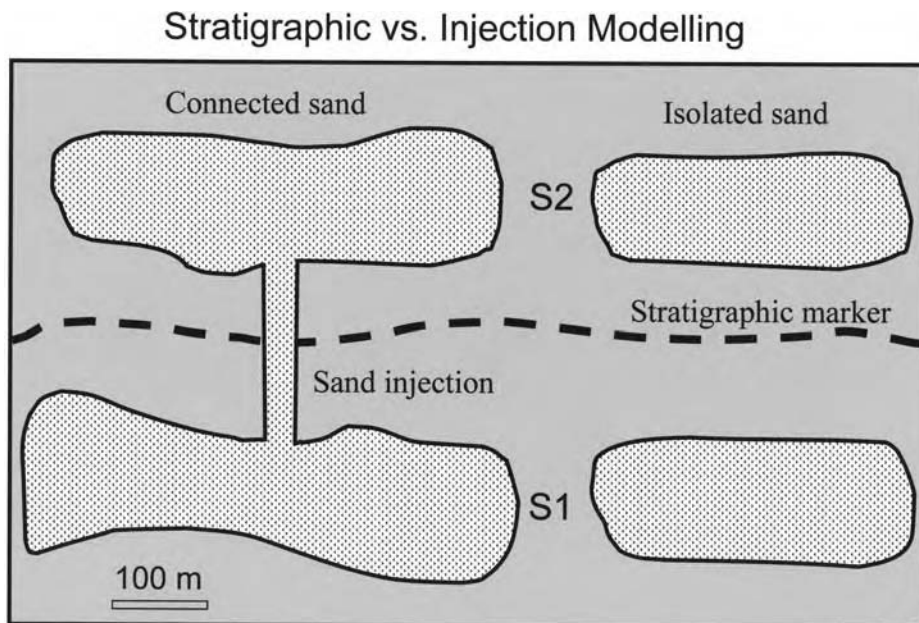 Stratigraphic vs. Injection Modelling
Connected sand
Isolated sand
S2
Stratigraphic marker
Sand injection
S1
100 m